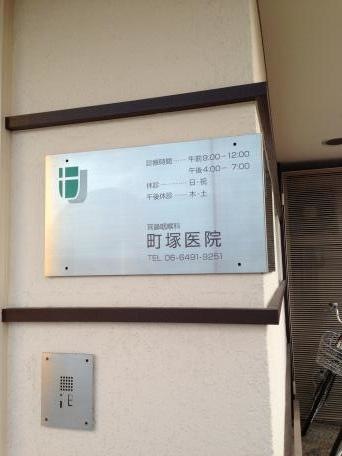 診療時間……午前9:00－12:00
午後4:00－ 7:00
休診…………日・祝
午後休診……木・土
耳鼻咽喉科
町塚医院
TEL 06-6491-9251